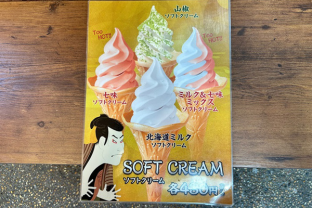 山椒
ソフトクリーム
You HOT!!
七味
ソフトクリーム
ミルク&七味
ミックス
ソフトクリーム
北海道ミルク
ソフトクリーム
SOFT CREAM
ソフトクリーム
各450円